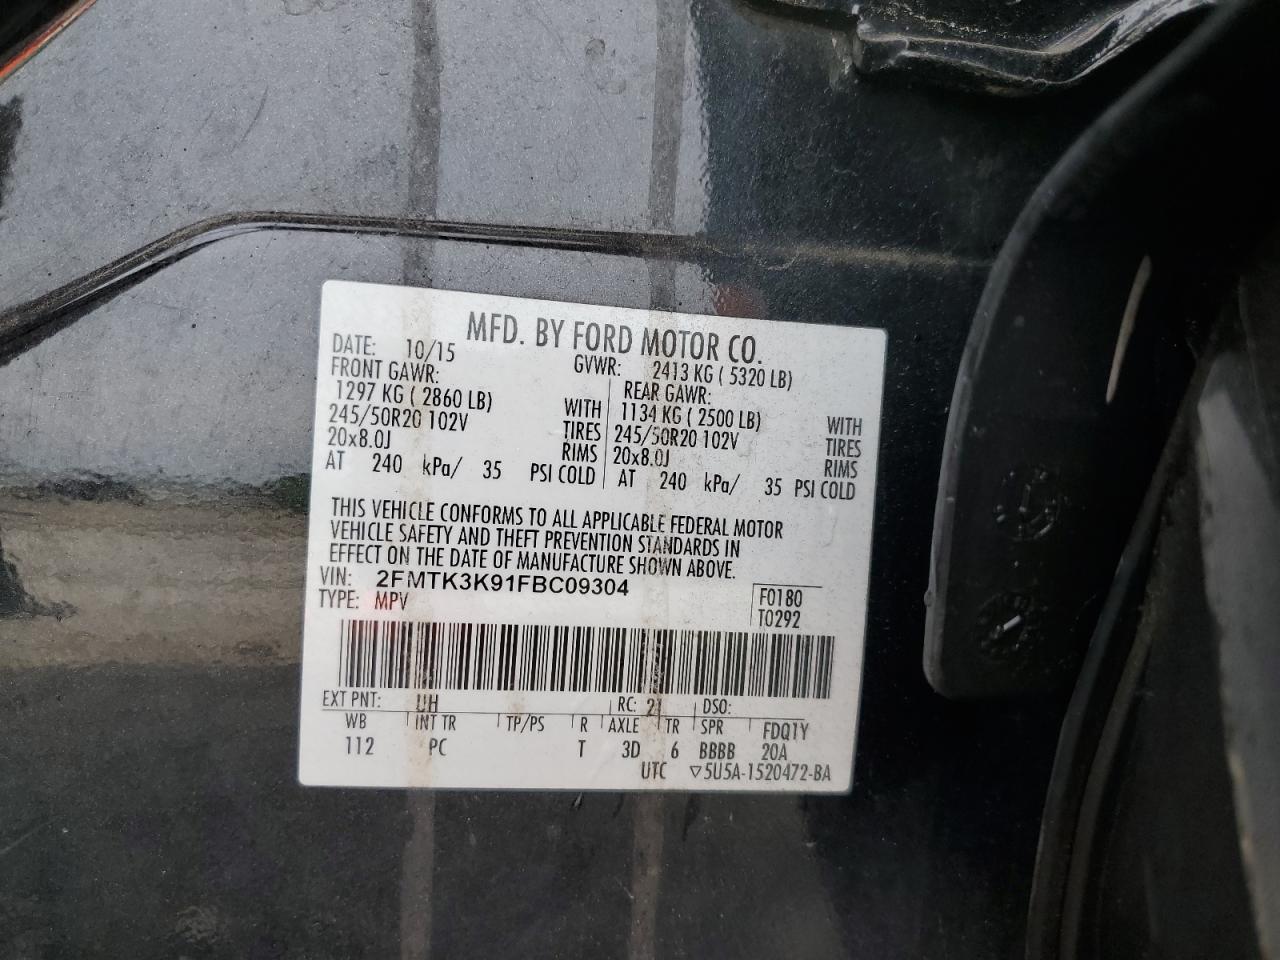 MFD. BY FORD MOTOR CO.
DATE: 10/15 GVWR: 2413 KG ( 5320 LB)
FRONT GAWR: REAR GAWR:
1297 KG ( 2860 LB) WITH 1134 KG ( 2500 LB) WITH
245/50R20 102V TIRES 245/50R20 102V TIRES
20x8.0J RIMS 20x8.0J RIMS
AT 240 kPa/ 35 PSI COLD AT 240 kPa/ 35 PSI COLD
THIS VEHICLE CONFORMS TO ALL APPLICABLE FEDERAL MOTOR
VEHICLE SAFETY AND THEFT PREVENTION STANDARDS IN
EFFECT ON THE DATE OF MANUFACTURE SHOWN ABOVE.
VIN: 2FMTK3K91FBC09304 F0180
TYPE: MPV T0292
EXT PNT: UH RC: 21 DSO:
WB INT TR TP/PS R AXLE TR SPR FDQ1Y
112 PC T 3D 6 BBBB 20A
UTC ▽5U5A-1520472-BA